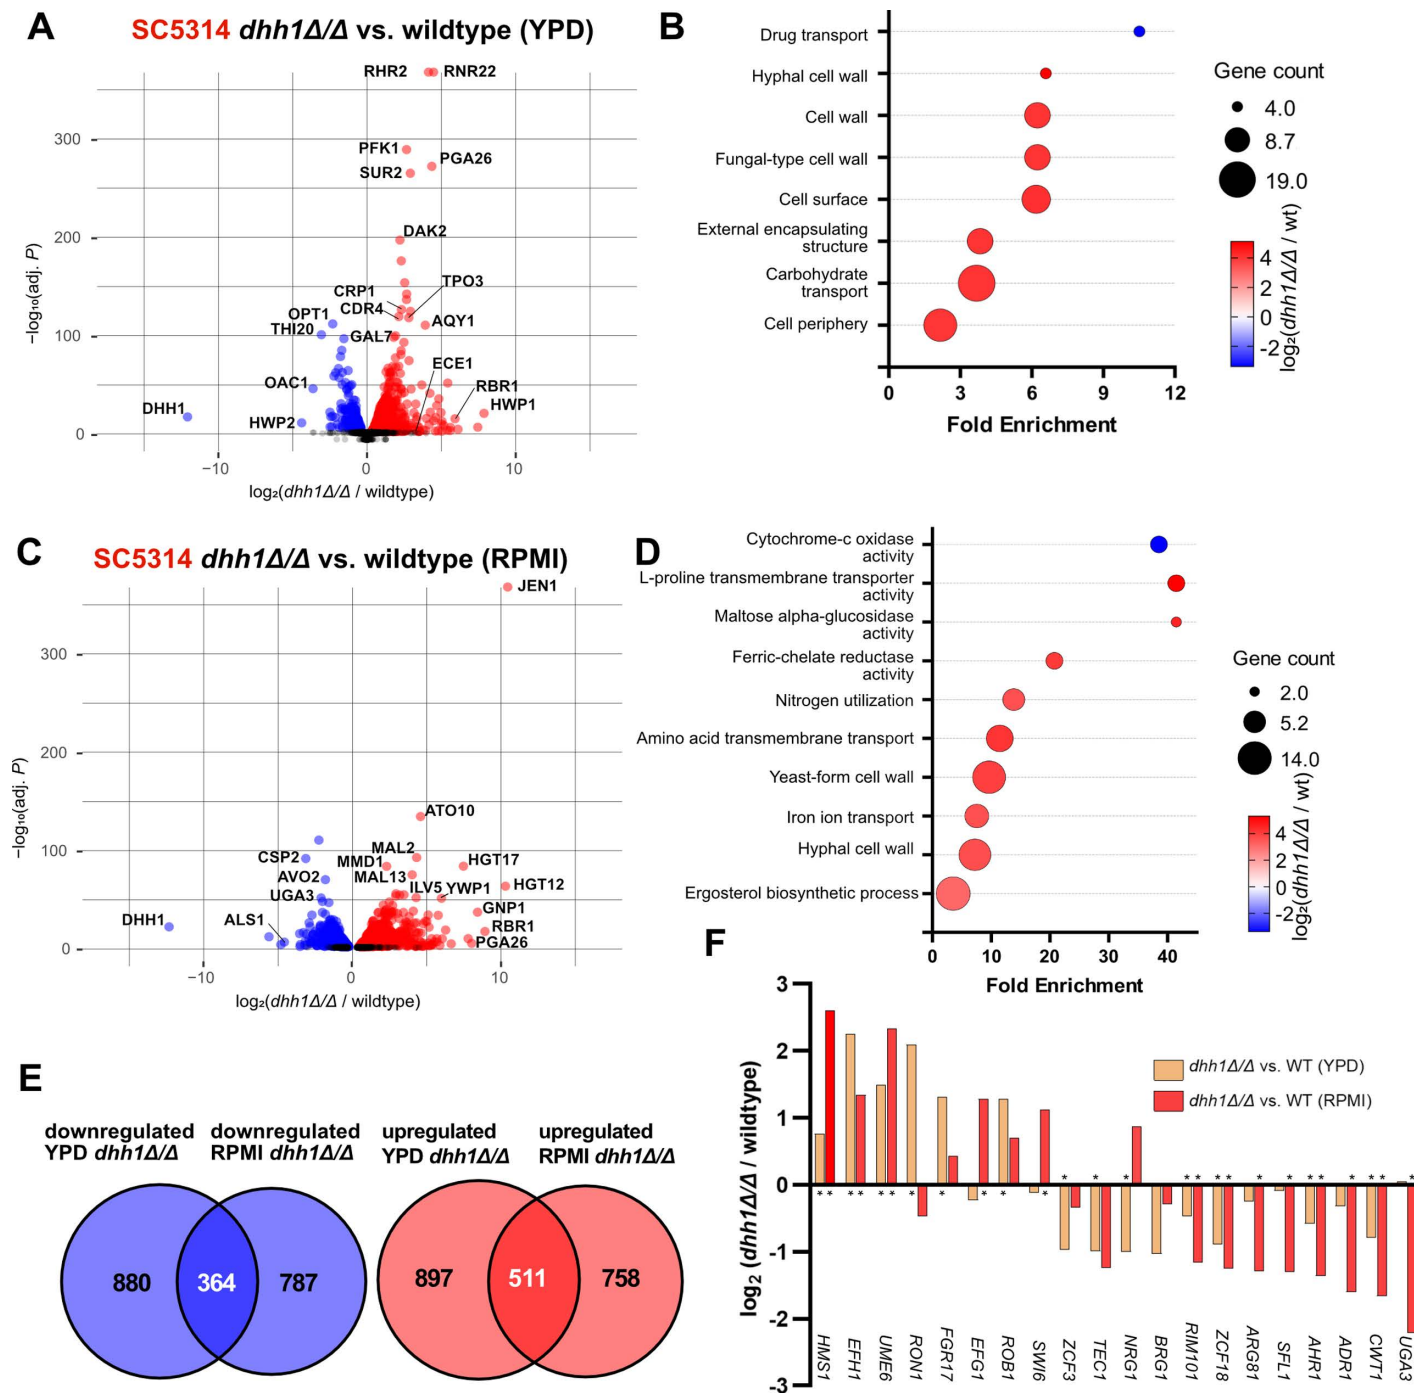 A
SC5314 dhh1Δ/Δ vs. wildtype (YPD)
RHR2
RNR22
PFK1
PGA26
SUR2
DAK2
TPO3
CRP1
CDR4
AQY1
OPT1
THI20
GAL7
ECE1
OAC1
RBR1
HWP1
DHH1
HWP2
300
200
100
0
−10
0
10
−log₁₀(adj. P)
log₂(dhh1Δ/Δ / wildtype)
B
Drug transport
Hyphal cell wall
Cell wall
Fungal-type cell wall
Cell surface
External encapsulating
structure
Carbohydrate
transport
Cell periphery
0
3
6
9
12
Fold Enrichment
Gene count
4.0
8.7
19.0
4
2
0
-2
log₂(dhh1Δ/Δ / wt)
C
SC5314 dhh1Δ/Δ vs. wildtype (RPMI)
JEN1
ATO10
MAL2
CSP2
MMD1
HGT17
AVO2
MAL13
HGT12
UGA3
ILV5
YWP1
GNP1
DHH1
ALS1
RBR1
PGA26
300
200
100
0
−10
0
10
−log₁₀(adj. P)
log₂(dhh1Δ/Δ / wildtype)
D
Cytochrome-c oxidase
activity
L-proline transmembrane transporter
activity
Maltose alpha-glucosidase
activity
Ferric-chelate reductase
activity
Nitrogen utilization
Amino acid transmembrane transport
Yeast-form cell wall
Iron ion transport
Hyphal cell wall
Ergosterol biosynthetic process
0
10
20
30
40
Fold Enrichment
Gene count
2.0
5.2
14.0
4
2
0
-2
log₂(dhh1Δ/Δ / wt)
E
downregulated
YPD dhh1Δ/Δ
downregulated
RPMI dhh1Δ/Δ
upregulated
YPD dhh1Δ/Δ
upregulated
RPMI dhh1Δ/Δ
880
364
787
897
511
758
F
3
2
1
0
-1
-2
-3
log₂ (dhh1Δ/Δ / wildtype)
dhh1Δ/Δ vs. WT (YPD)
dhh1Δ/Δ vs. WT (RPMI)
* * * * * * * * * * *
* * * * * * * * * * * * * * *
HMS1
EFH1
UME6
RON1
FGR17
EFG1
ROB1
SWI6
ZCF3
TEC1
NRG1
BRG1
RIM101
ZCF18
ARG81
SFL1
AHR1
ADR1
CWT1
UGA3